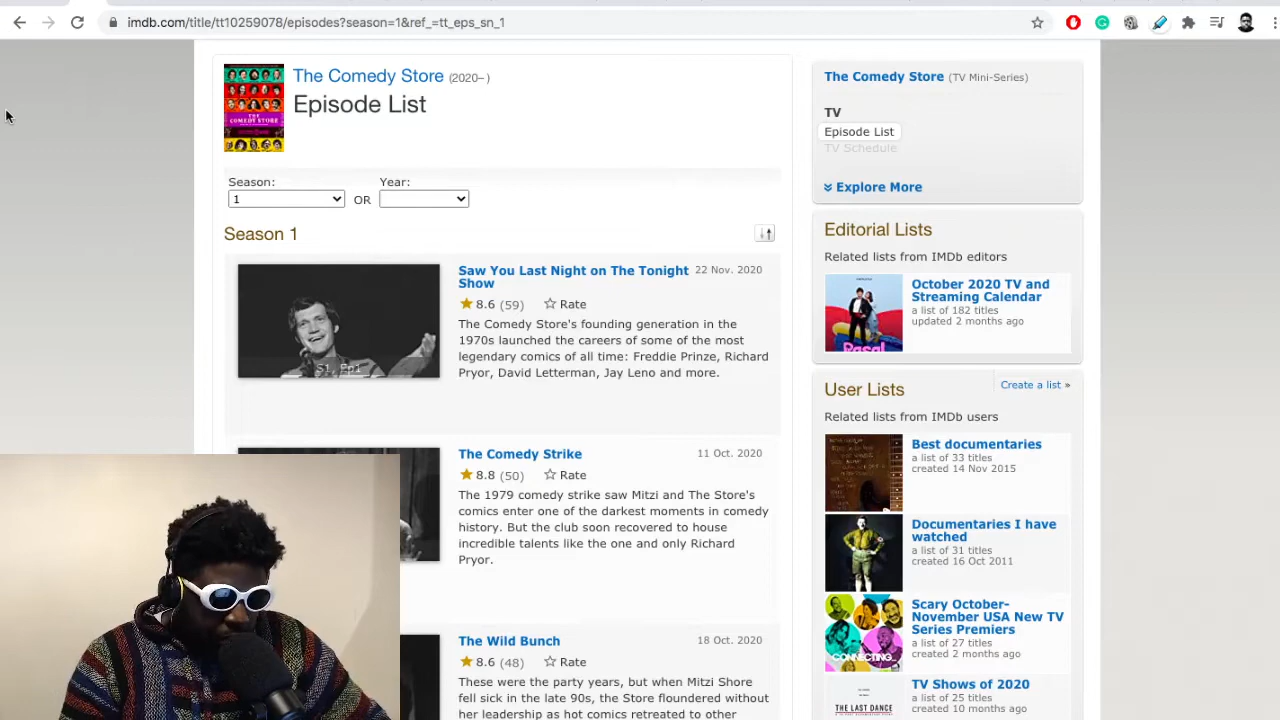 imdb.com/title/tt10259078/episodes?season=1&ref_=tt_eps_sn_1
The Comedy Store (2020– )
Episode List
Season:
Year:
1
OR
Season 1
Saw You Last Night on The Tonight
Show
22 Nov. 2020
8.6 (59) Rate
The Comedy Store's founding generation in the
1970s launched the careers of some of the most
legendary comics of all time: Freddie Prinze, Richard
Pryor, David Letterman, Jay Leno and more.
S1, Ep1
The Comedy Strike
11 Oct. 2020
8.8 (50) Rate
The 1979 comedy strike saw Mitzi and The Store's
comics enter one of the darkest moments in comedy
history. But the club soon recovered to house
incredible talents like the one and only Richard
Pryor.
The Wild Bunch
18 Oct. 2020
8.6 (48) Rate
These were the party years, but when Mitzi Shore
fell sick in the late 90s, the Store floundered without
her leadership as hot comics retreated to other
The Comedy Store (TV Mini-Series)
TV
Episode List
TV Schedule
Explore More
Editorial Lists
Related lists from IMDb editors
October 2020 TV and
Streaming Calendar
a list of 182 titles
updated 2 months ago
User Lists
Create a list »
Related lists from IMDb users
Best documentaries
a list of 33 titles
created 14 Nov 2015
Documentaries I have
watched
a list of 31 titles
created 16 Oct 2011
Scary October-
November USA New TV
Series Premiers
a list of 27 titles
created 2 months ago
CONNECTING...
TV Shows of 2020
a list of 25 titles
created 10 months ago
THE LAST DANCE
THE COMEDY STORE